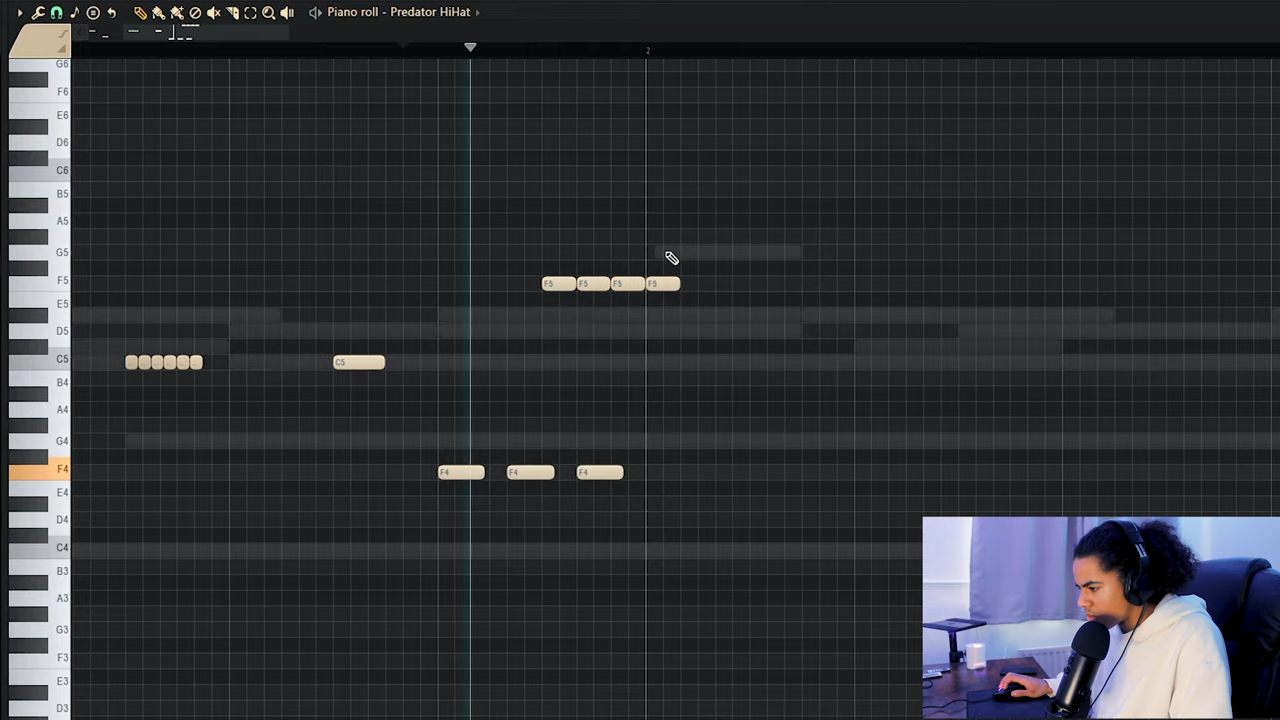 Piano roll - Predator HiHat
2
G6
F6
E6
D6
C6
B5
A5
G5
F5
F5 F5 F5 F5
E5
D5
C5
C5
B4
A4
G4
F4
F4 F4 F4
E4
D4
C4
B3
A3
G3
F3
E3
D3